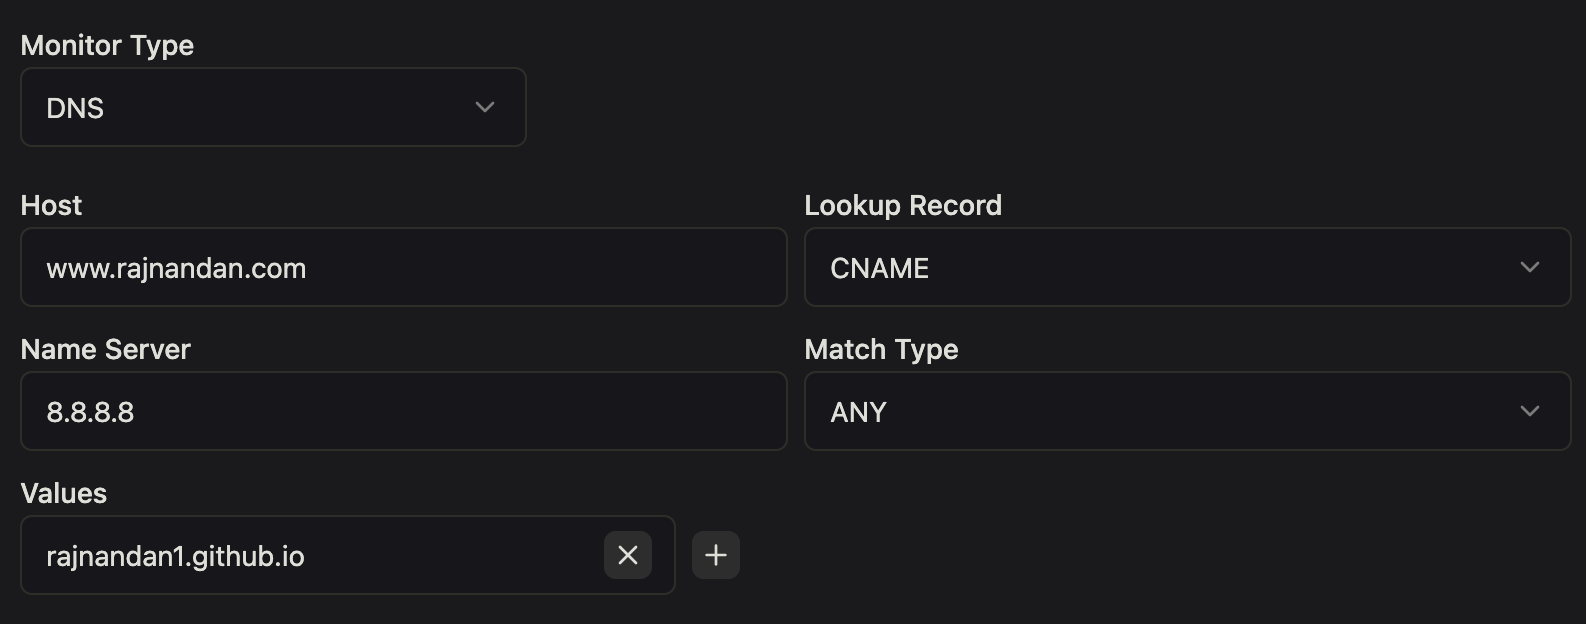 Monitor Type
DNS
Host
Lookup Record
www.rajnandan.com
CNAME
Name Server
Match Type
8.8.8.8
ANY
Values
rajnandan1.github.io